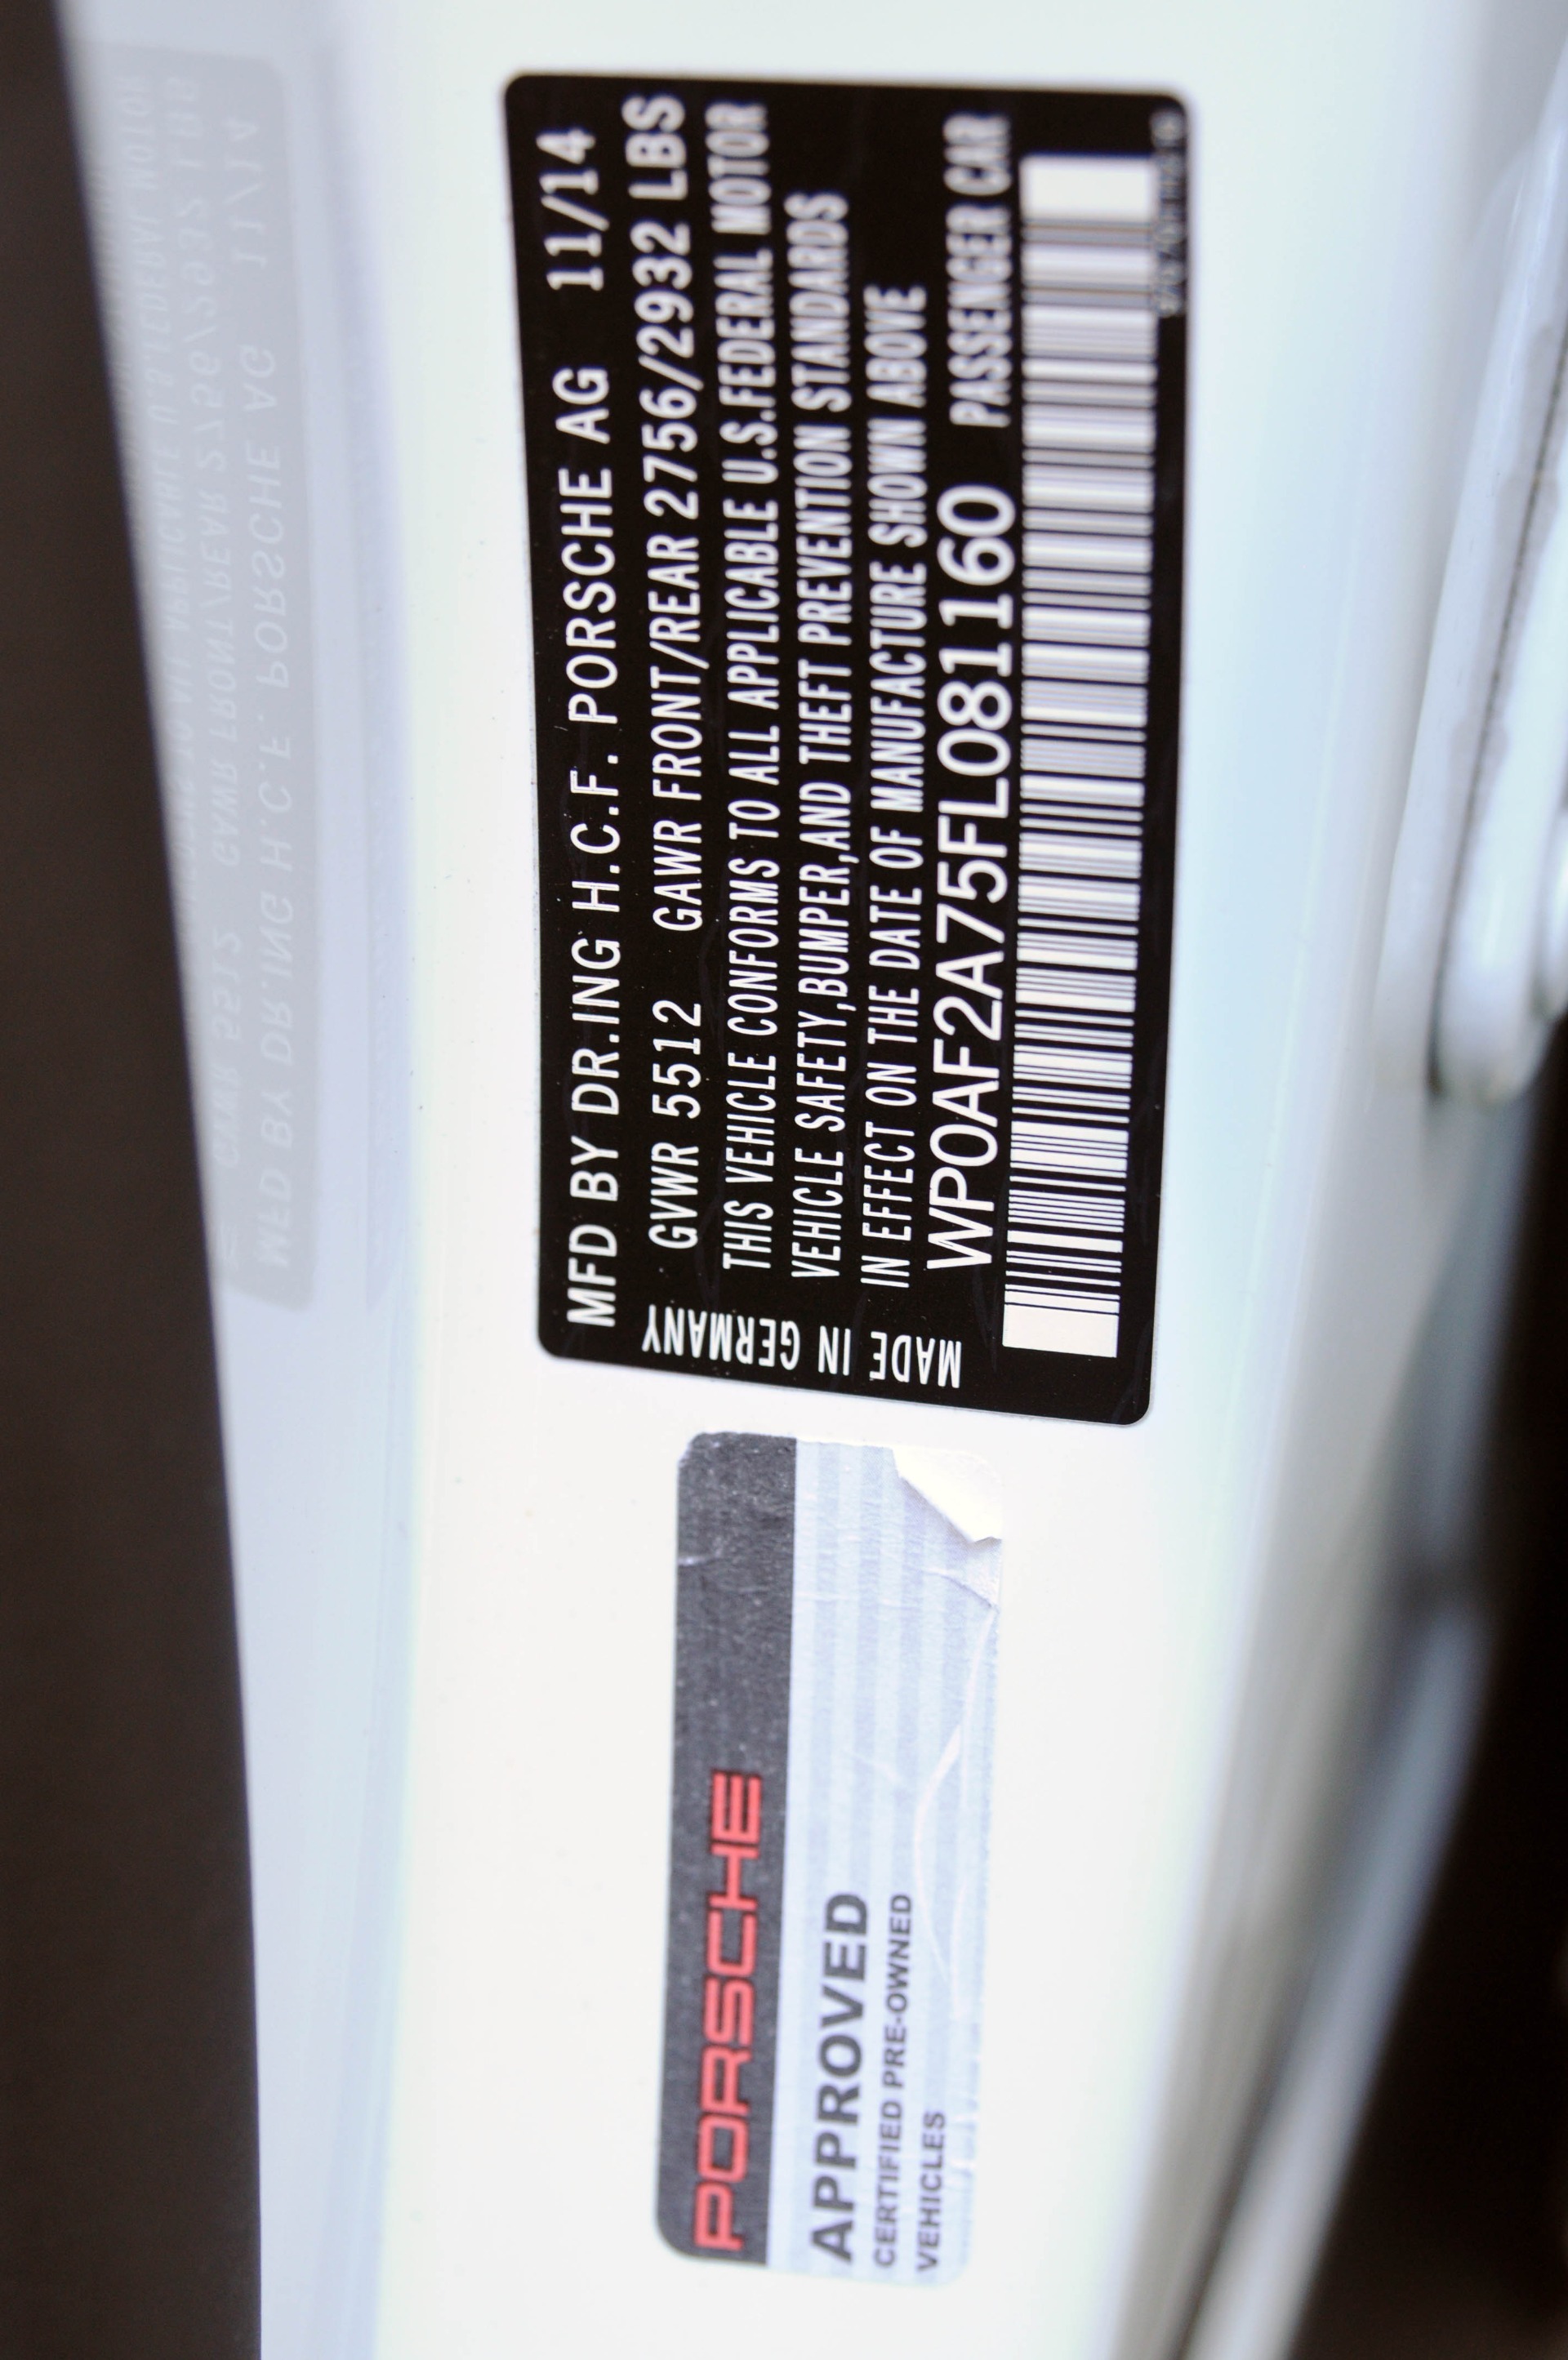 MFD BY DR.ING H.C.F. PORSCHE AG 11/14
GVWR 5512 GAWR FRONT/REAR 2756/2932 LBS
THIS VEHICLE CONFORMS TO ALL APPLICABLE U.S.FEDERAL MOTOR
VEHICLE SAFETY,BUMPER,AND THEFT PREVENTION STANDARDS
IN EFFECT ON THE DATE OF MANUFACTURE SHOWN ABOVE
WP0AF2A75FL081160 PASSENGER CAR
MADE IN GERMANY
PORSCHE
APPROVED
CERTIFIED PRE-OWNED
VEHICLES